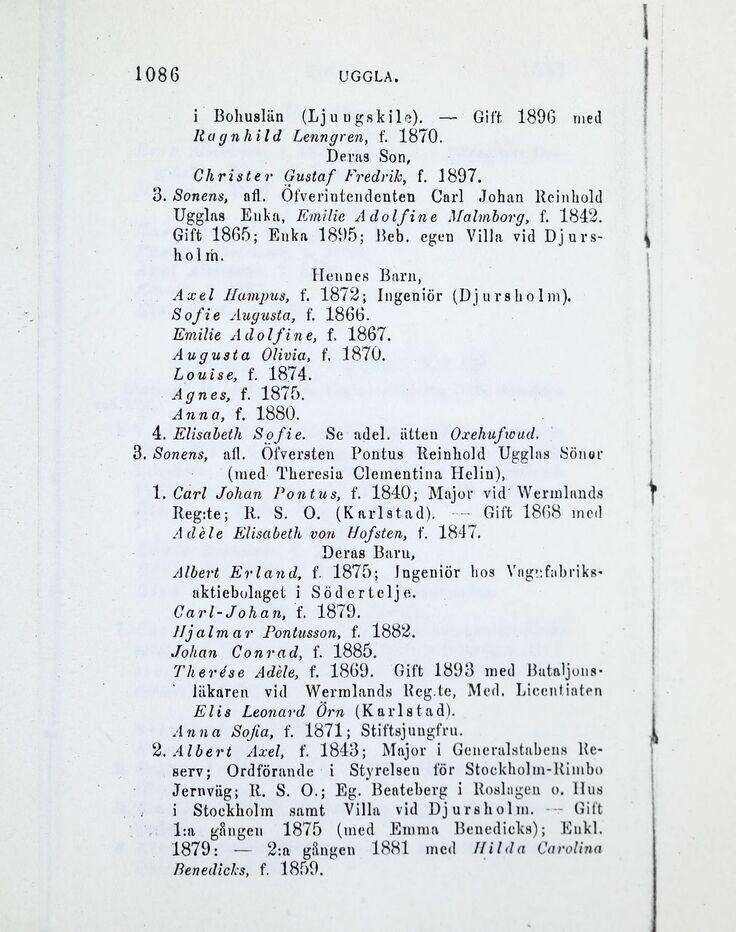 1086 UGGLA.
i Bohuslän (Ljungskile). — Gift 1896 med
Ragnhild Lenngren, f. 1870.
Deras Son,
Christer Gustaf Fredrik, f. 1897.
3. Sonens, afl. Öfverintendenten Carl Johan Reinhold
Ugglas Enka, Emilie Adolfine Malmborg, f. 1842.
Gift 1865; Enka 1895; Beb. egen Villa vid Djurs-
holm.
Hennes Barn,
Axel Hampus, f. 1872; Ingeniör (Djursholm).
Sofie Augusta, f. 1866.
Emilie Adolfine, f. 1867.
Augusta Olivia, f. 1870.
Louise, f. 1874.
Agnes, f. 1875.
Anna, f. 1880.
4. Elisabeth Sofie. Se adel. ätten Oxehufwud.
3. Sonens, afl. Öfversten Pontus Reinhold Ugglas Söner
(med Theresia Clementina Helin),
1. Carl Johan Pontus, f. 1840; Major vid Wermlands
Reg:te; R. S. O. (Karlstad). — Gift 1868 med
Adèle Elisabeth von Hofsten, f. 1847.
Deras Barn,
Albert Erland, f. 1875; Ingeniör hos Vagnfabriks-
aktiebolaget i Södertelje.
Carl-Johan, f. 1879.
Hjalmar Pontusson, f. 1882.
Johan Conrad, f. 1885.
Therése Adèle, f. 1869. Gift 1893 med Bataljons-
läkaren vid Wermlands Reg.te, Med. Licentiaten
Elis Leonard Örn (Karlstad).
Anna Sofia, f. 1871; Stiftsjungfru.
2. Albert Axel, f. 1843; Major i Generalstabens Re-
serv; Ordförande i Styrelsen för Stockholm-Rimbo
Jernväg; R. S. O.; Eg. Beateberg i Roslagen o. Hus
i Stockholm samt Villa vid Djursholm. — Gift
1:a gången 1875 (med Emma Benedicks); Enkl.
1879: — 2:a gången 1881 med Hilda Carolina
Benedicks, f. 1859.